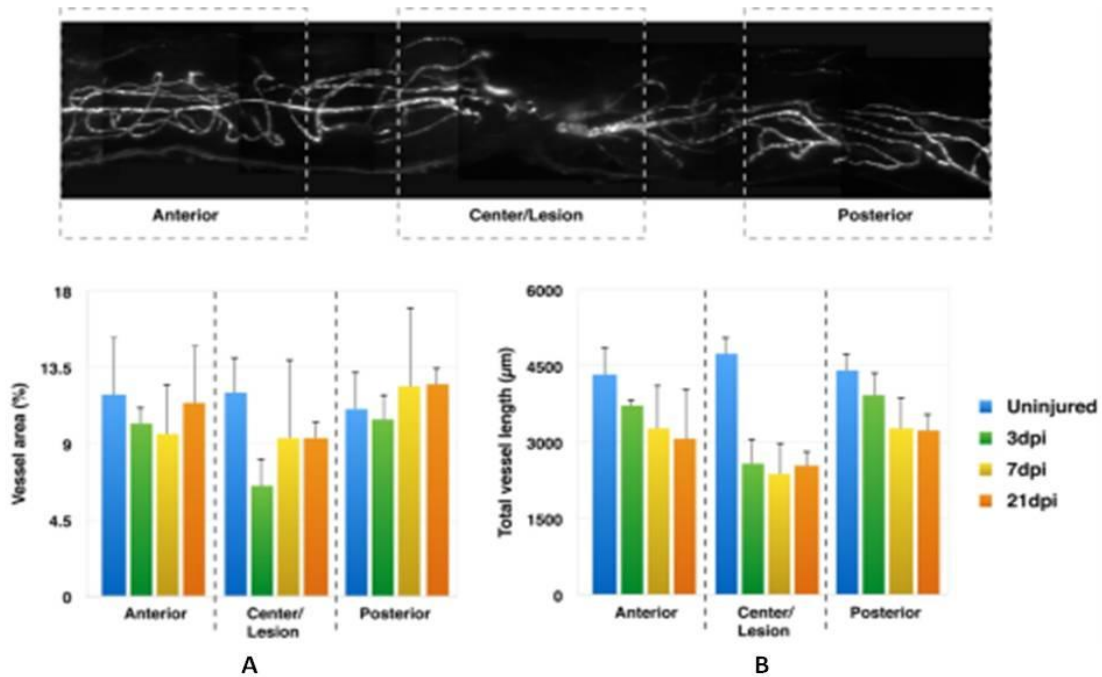 Anterior
Center/Lesion
Posterior
18
13.5
9
4.5
0
Vessel area (%)
Anterior
Center/
Lesion
Posterior
A
6000
4500
3000
1500
0
Total vessel length (µm)
Anterior
Center/
Lesion
Posterior
B
Uninjured
3dpi
7dpi
21dpi